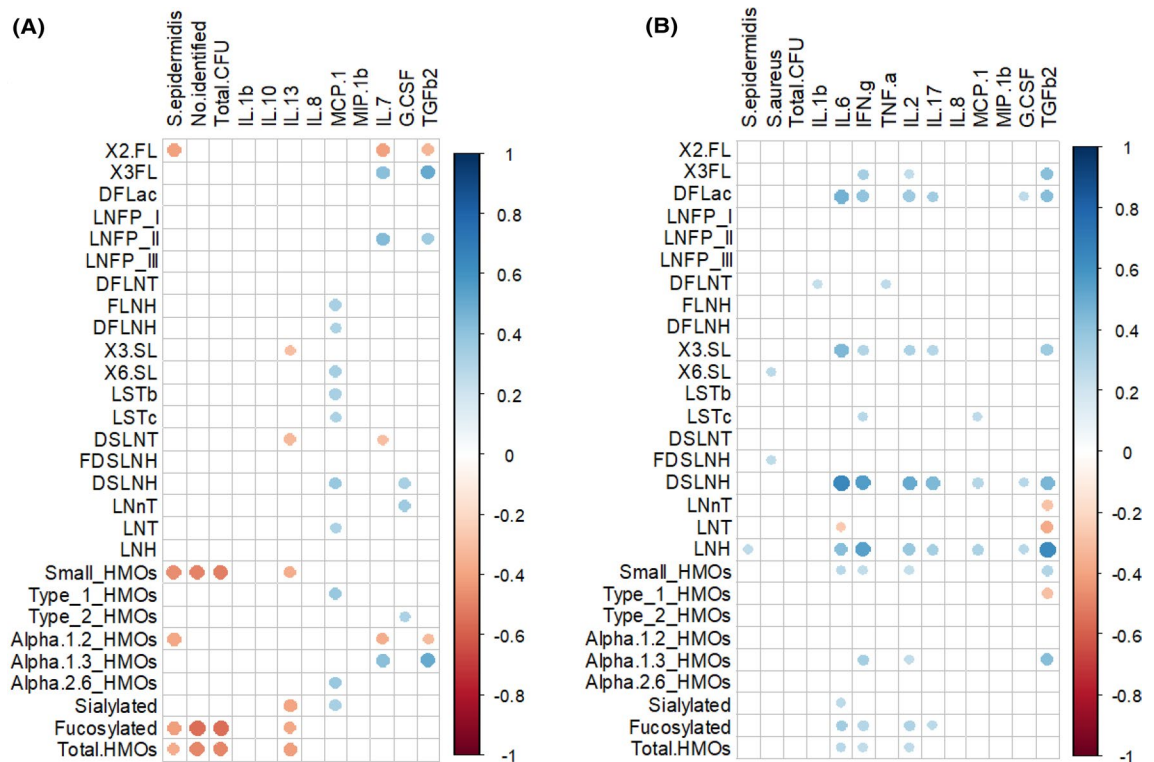 (A)
S.epidermidis
No.identified
Total.CFU
IL.1b
IL.10
IL.13
IL.8
MCP.1
MIP.1b
IL.7
G.CSF
TGFb2
X2.FL
X3FL
DFLac
LNFP_I
LNFP_II
LNFP_III
DFLNT
FLNH
DFLNH
X3.SL
X6.SL
LSTb
LSTc
DSLNT
FDSLNH
DSLNH
LNnT
LNT
LNH
Small_HMOs
Type_1_HMOs
Type_2_HMOs
Alpha.1.2_HMOs
Alpha.1.3_HMOs
Alpha.2.6_HMOs
Sialylated
Fucosylated
Total.HMOs
1
0.8
0.6
0.4
0.2
0
-0.2
-0.4
-0.6
-0.8
-1
(B)
S.epidermidis
S.aureus
Total.CFU
IL.1b
IL.6
IFN.g
TNF.a
IL.2
IL.17
IL.8
MCP.1
MIP.1b
G.CSF
TGFb2
X2.FL
X3FL
DFLac
LNFP_I
LNFP_II
LNFP_III
DFLNT
FLNH
DFLNH
X3.SL
X6.SL
LSTb
LSTc
DSLNT
FDSLNH
DSLNH
LNnT
LNT
LNH
Small_HMOs
Type_1_HMOs
Type_2_HMOs
Alpha.1.2_HMOs
Alpha.1.3_HMOs
Alpha.2.6_HMOs
Sialylated
Fucosylated
Total.HMOs
1
0.8
0.6
0.4
0.2
0
-0.2
-0.4
-0.6
-0.8
-1